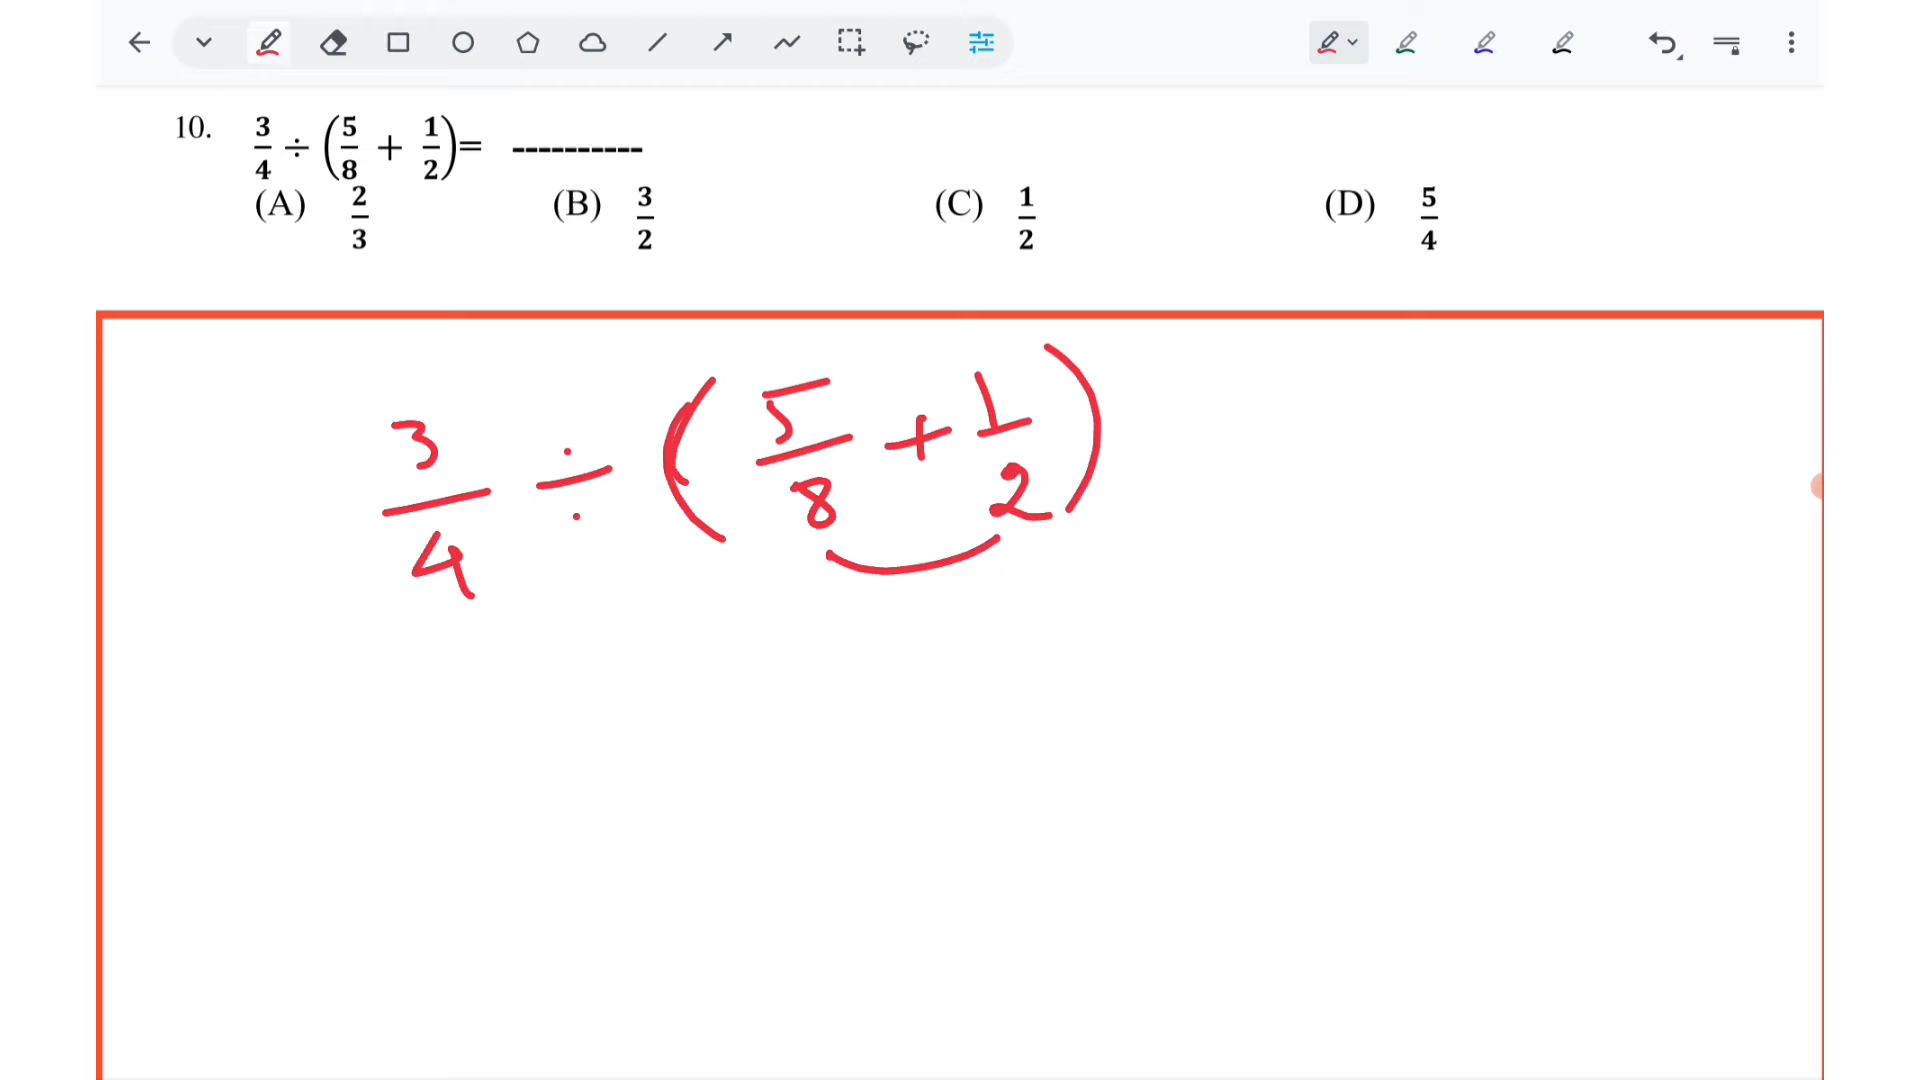 10. 3/4 ÷ (5/8 + 1/2) = ----------
(A) 2/3 (B) 3/2 (C) 1/2 (D) 5/4
3/4 ÷ (5/8 + 1/2)